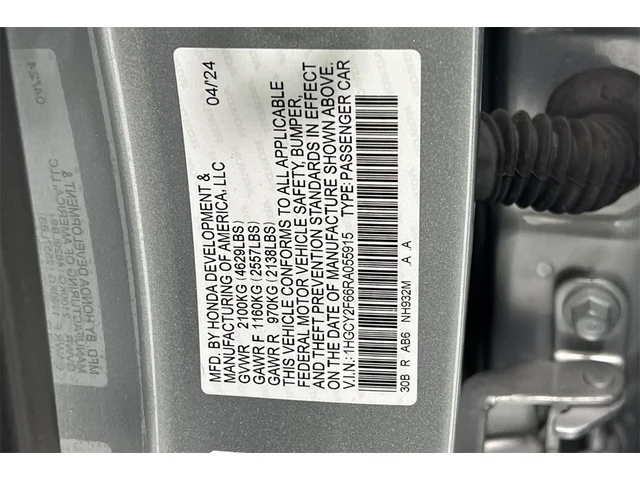 MFD. BY HONDA DEVELOPMENT & 04/24
MANUFACTURING OF AMERICA, LLC
GVWR 2100KG (4629LBS)
GAWR F 1160KG (2557LBS)
GAWR R 970KG (2138LBS)
THIS VEHICLE CONFORMS TO ALL APPLICABLE
FEDERAL MOTOR VEHICLE SAFETY, BUMPER,
AND THEFT PREVENTION STANDARDS IN EFFECT
ON THE DATE OF MANUFACTURE SHOWN ABOVE.
V.I.N.:1HGCY2F66RA055915 TYPE:PASSENGER CAR
30B R AB6 NH932M A A